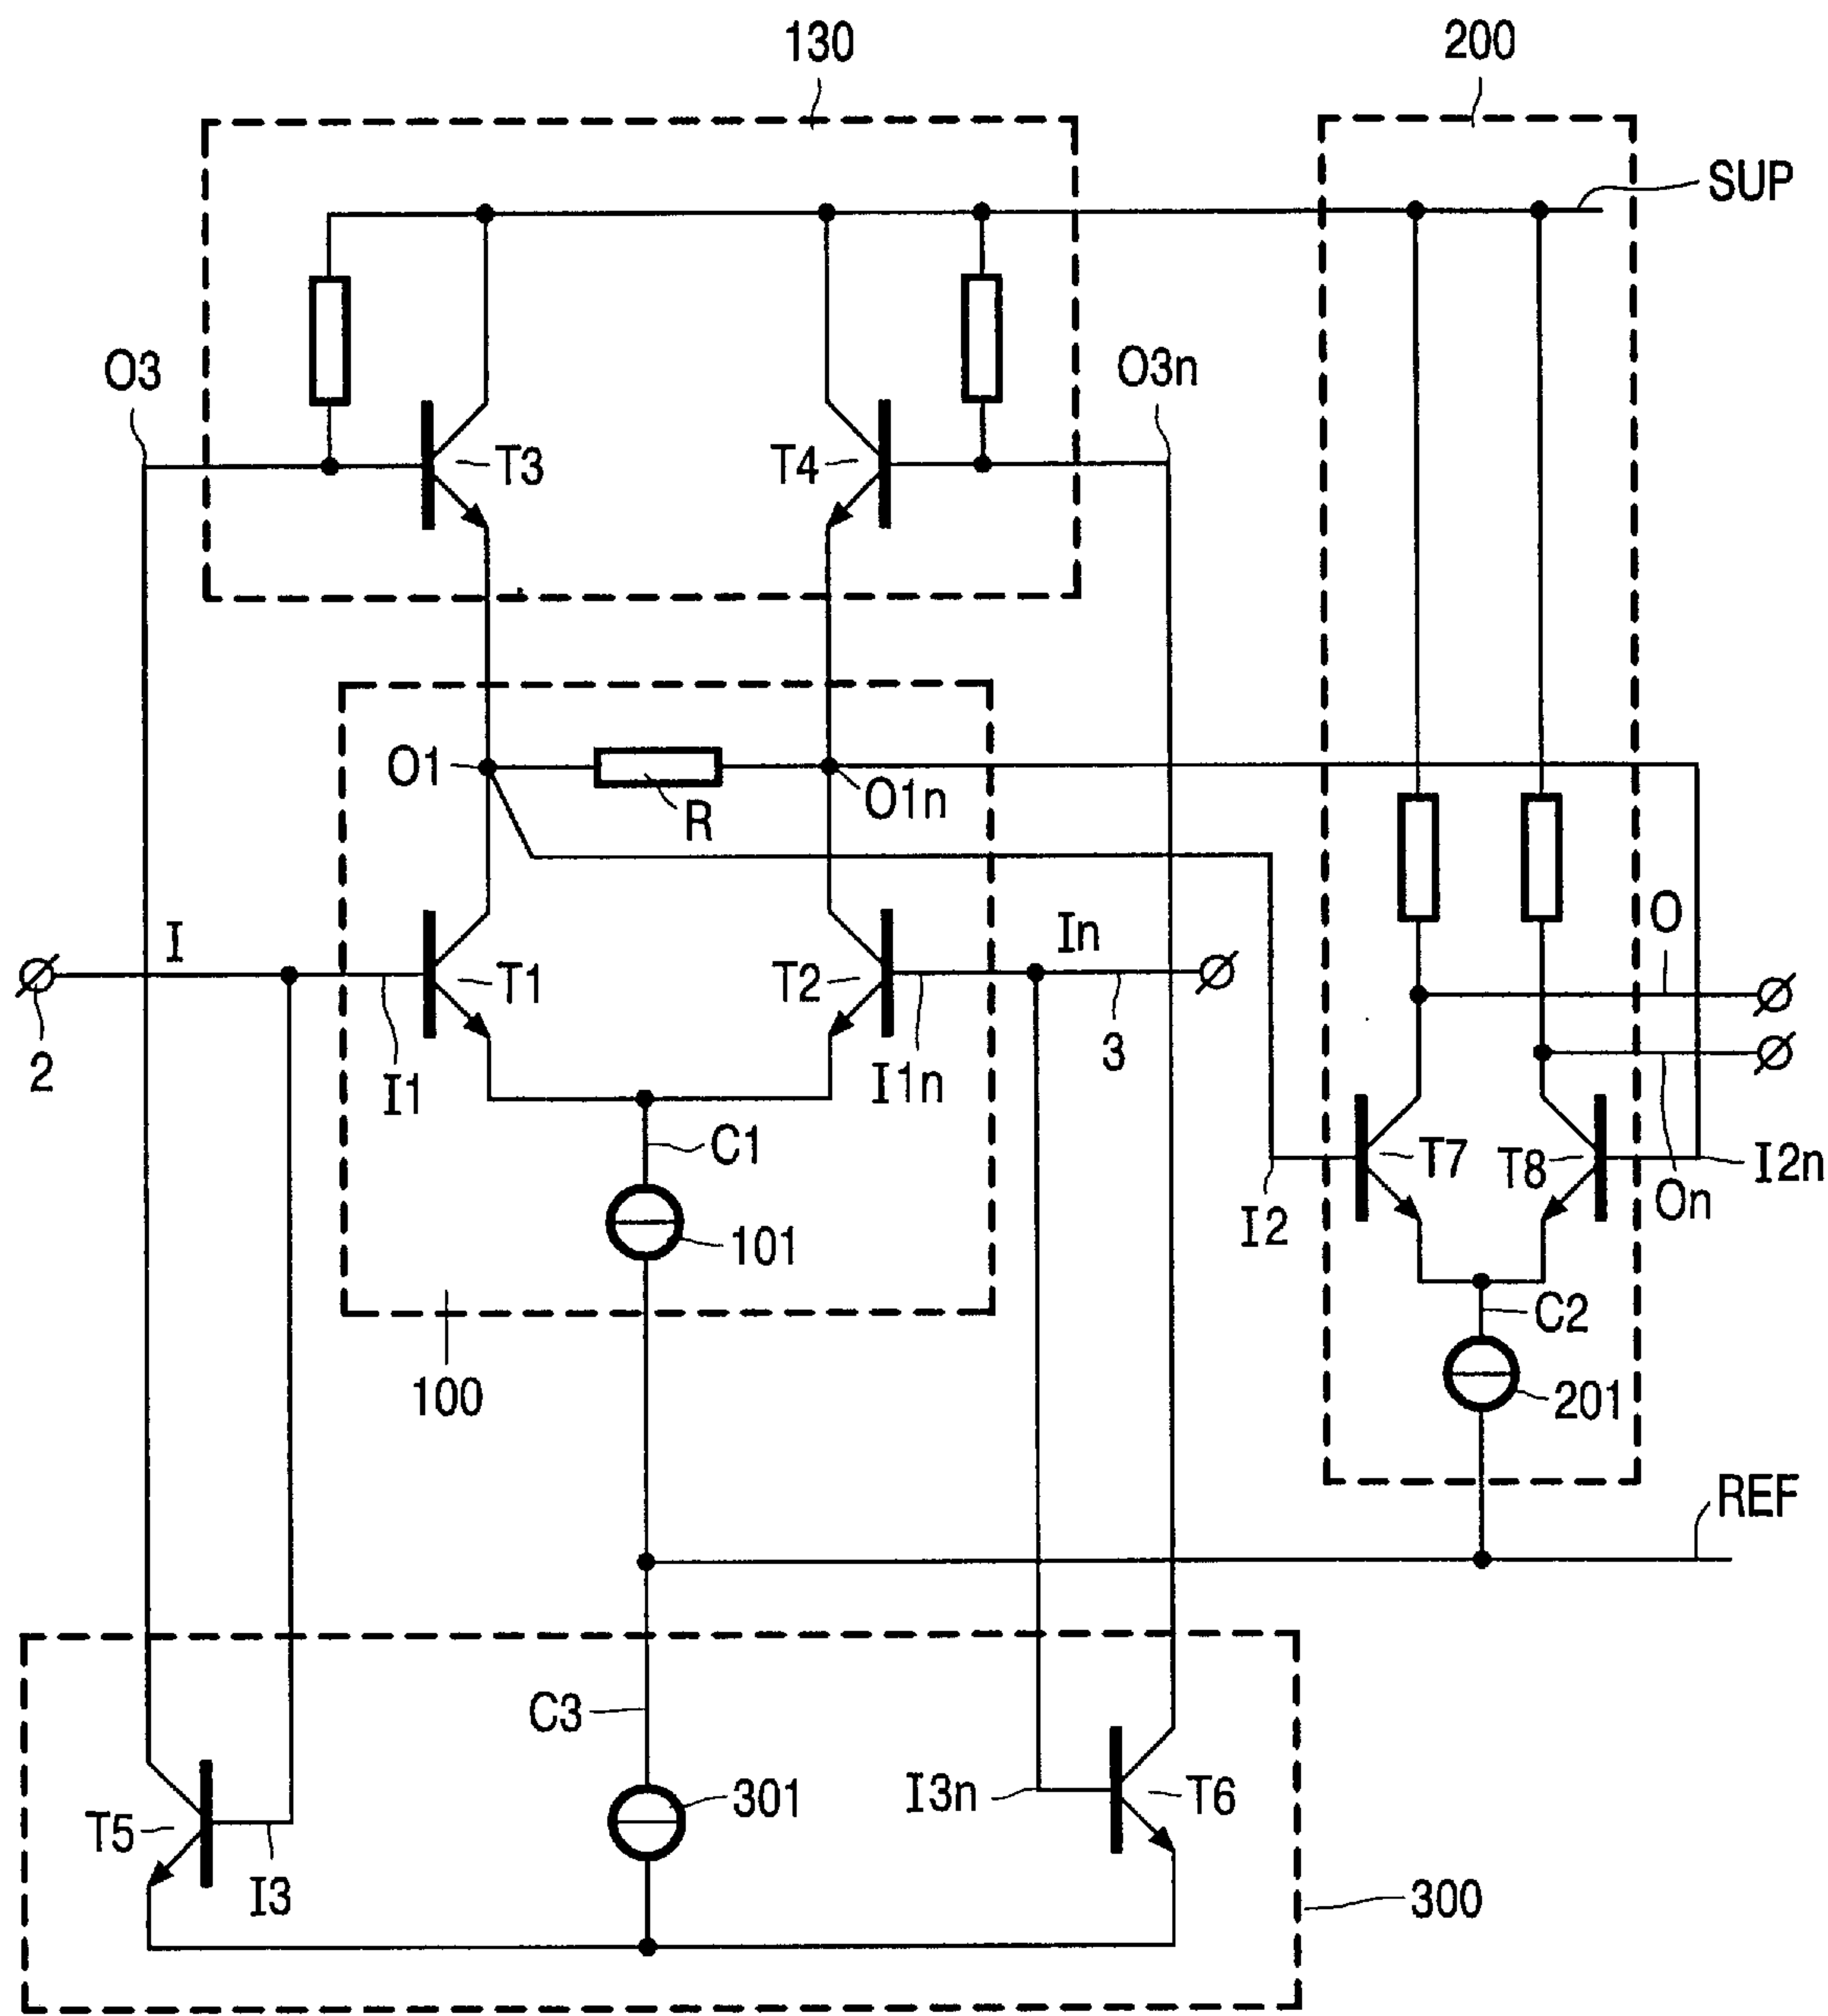 130
200
SUP
O3
O3n
T3
T4
O1
R
O1n
I
In
O
T1
T2
2
I1
I1n
3
C1
T7
T8
I2n
I2
On
101
C2
100
201
REF
C3
301
I3n
T6
T5
I3
300